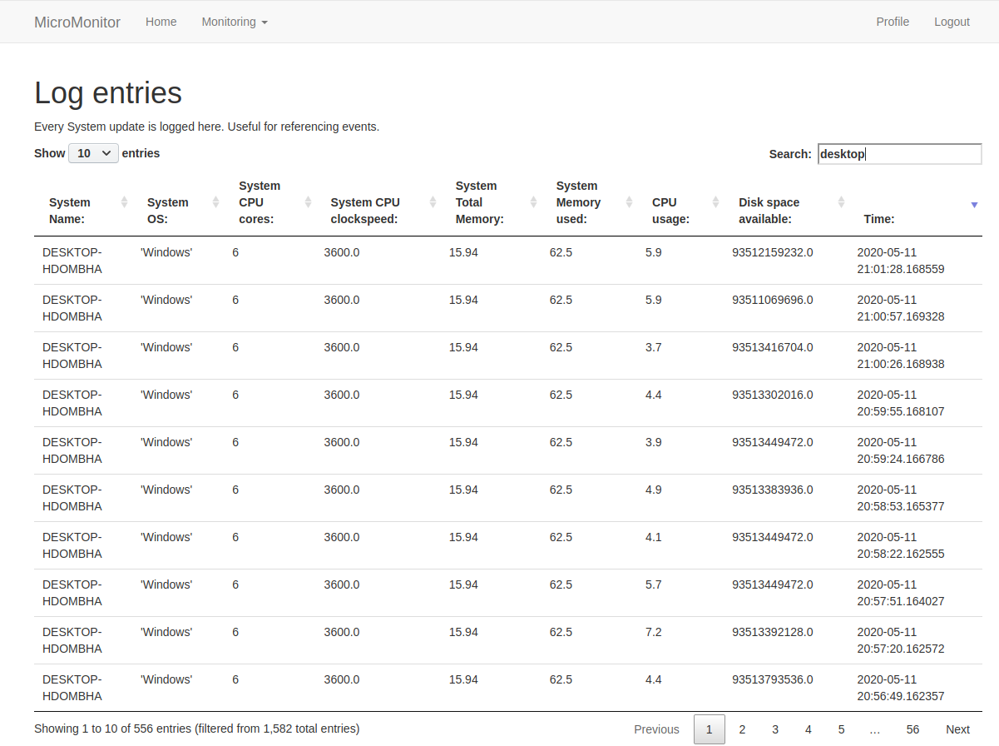 MicroMonitor Home Monitoring Profile Logout
Log entries
Every System update is logged here. Useful for referencing events.
Show 10 entries Search: desktop
System Name: System OS: System CPU cores: System CPU clockspeed: System Total Memory: System Memory used: CPU usage: Disk space available: Time:
DESKTOP-HDOMBHA 'Windows' 6 3600.0 15.94 62.5 5.9 93512159232.0 2020-05-11 21:01:28.168559
DESKTOP-HDOMBHA 'Windows' 6 3600.0 15.94 62.5 5.9 93511069696.0 2020-05-11 21:00:57.169328
DESKTOP-HDOMBHA 'Windows' 6 3600.0 15.94 62.5 3.7 93513416704.0 2020-05-11 21:00:26.168938
DESKTOP-HDOMBHA 'Windows' 6 3600.0 15.94 62.5 4.4 93513302016.0 2020-05-11 20:59:55.168107
DESKTOP-HDOMBHA 'Windows' 6 3600.0 15.94 62.5 3.9 93513449472.0 2020-05-11 20:59:24.166786
DESKTOP-HDOMBHA 'Windows' 6 3600.0 15.94 62.5 4.9 93513383936.0 2020-05-11 20:58:53.165377
DESKTOP-HDOMBHA 'Windows' 6 3600.0 15.94 62.5 4.1 93513449472.0 2020-05-11 20:58:22.162555
DESKTOP-HDOMBHA 'Windows' 6 3600.0 15.94 62.5 5.7 93513449472.0 2020-05-11 20:57:51.164027
DESKTOP-HDOMBHA 'Windows' 6 3600.0 15.94 62.5 7.2 93513392128.0 2020-05-11 20:57:20.162572
DESKTOP-HDOMBHA 'Windows' 6 3600.0 15.94 62.5 4.4 93513793536.0 2020-05-11 20:56:49.162357
Showing 1 to 10 of 556 entries (filtered from 1,582 total entries) Previous 1 2 3 4 5 … 56 Next